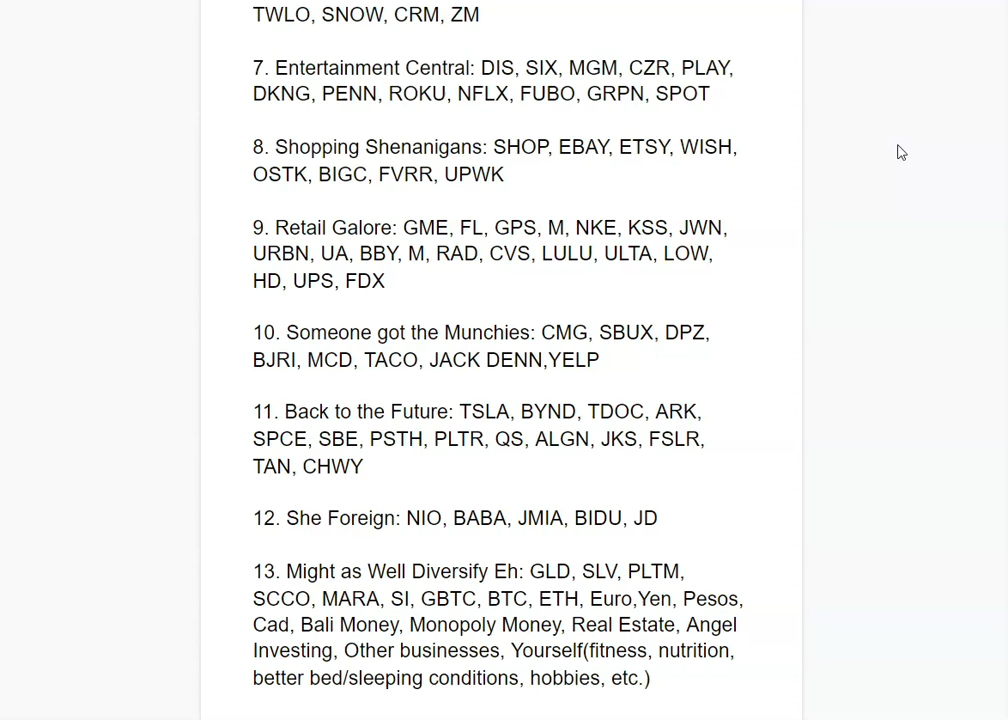 TWLO, SNOW, CRM, ZM
7. Entertainment Central: DIS, SIX, MGM, CZR, PLAY,
DKNG, PENN, ROKU, NFLX, FUBO, GRPN, SPOT
8. Shopping Shenanigans: SHOP, EBAY, ETSY, WISH,
OSTK, BIGC, FVRR, UPWK
9. Retail Galore: GME, FL, GPS, M, NKE, KSS, JWN,
URBN, UA, BBY, M, RAD, CVS, LULU, ULTA, LOW,
HD, UPS, FDX
10. Someone got the Munchies: CMG, SBUX, DPZ,
BJRI, MCD, TACO, JACK DENN,YELP
11. Back to the Future: TSLA, BYND, TDOC, ARK,
SPCE, SBE, PSTH, PLTR, QS, ALGN, JKS, FSLR,
TAN, CHWY
12. She Foreign: NIO, BABA, JMIA, BIDU, JD
13. Might as Well Diversify Eh: GLD, SLV, PLTM,
SCCO, MARA, SI, GBTC, BTC, ETH, Euro,Yen, Pesos,
Cad, Bali Money, Monopoly Money, Real Estate, Angel
Investing, Other businesses, Yourself(fitness, nutrition,
better bed/sleeping conditions, hobbies, etc.)